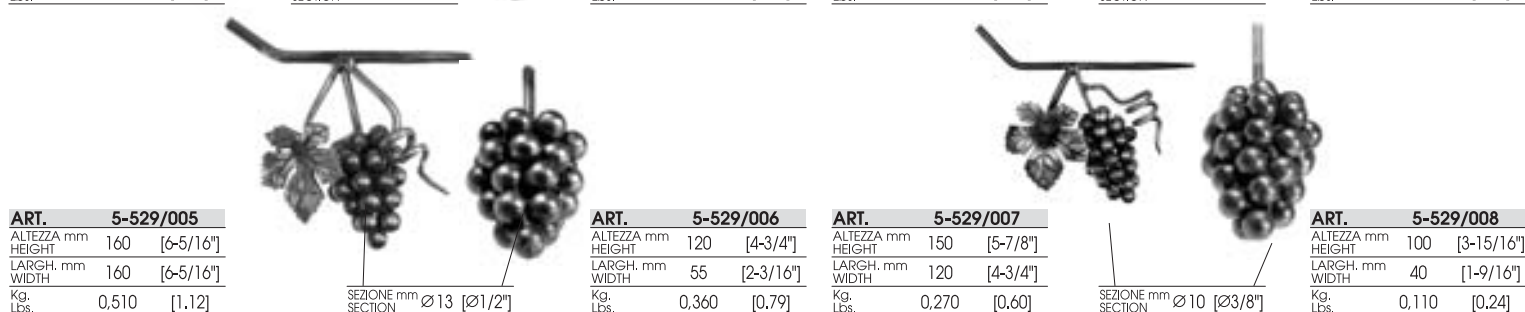 SECTION
SECTION
ART. 5-529/005
ALTEZZA mm 160 [6-5/16"]
HEIGHT
LARGH. mm 160 [6-5/16"]
WIDTH
Kg. 0,510 [1.12]
Lbs.
SEZIONE mm Ø13 [Ø1/2"]
SECTION
ART. 5-529/006
ALTEZZA mm 120 [4-3/4"]
HEIGHT
LARGH. mm 55 [2-3/16"]
WIDTH
Kg. 0,360 [0.79]
Lbs.
ART. 5-529/007
ALTEZZA mm 150 [5-7/8"]
HEIGHT
LARGH. mm 120 [4-3/4"]
WIDTH
Kg. 0,270 [0.60]
Lbs.
SEZIONE mm Ø10 [Ø3/8"]
SECTION
ART. 5-529/008
ALTEZZA mm 100 [3-15/16"]
HEIGHT
LARGH. mm 40 [1-9/16"]
WIDTH
Kg. 0,110 [0.24]
Lbs.